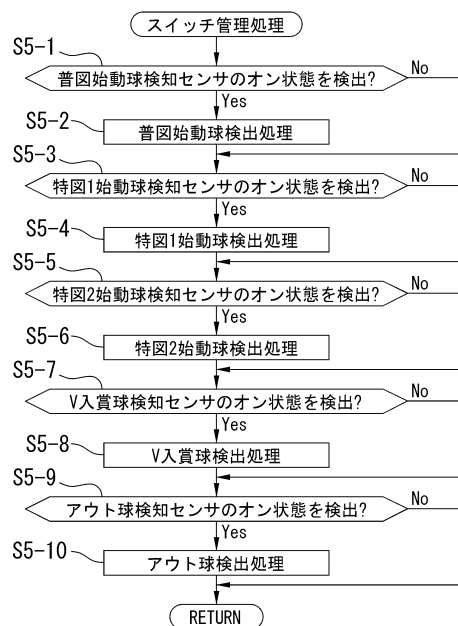 スイッチ管理処理
S5-1
普図始動球検知センサのオン状態を検出?
No
Yes
S5-2
普図始動球検出処理
S5-3
特図1始動球検知センサのオン状態を検出?
No
Yes
S5-4
特図1始動球検出処理
S5-5
特図2始動球検知センサのオン状態を検出?
No
Yes
S5-6
特図2始動球検出処理
S5-7
V入賞球検知センサのオン状態を検出?
No
Yes
S5-8
V入賞球検出処理
S5-9
アウト球検知センサのオン状態を検出?
No
Yes
S5-10
アウト球検出処理
RETURN